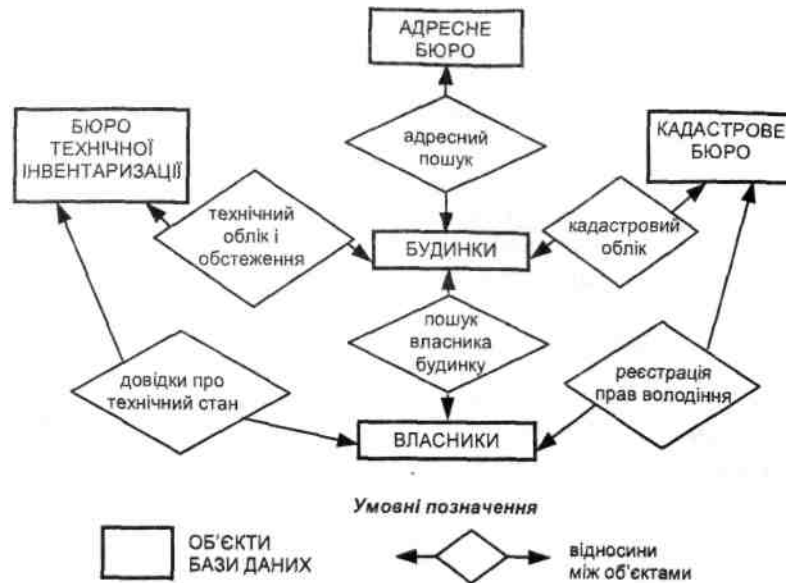 АДРЕСНЕ
БЮРО
БЮРО
ТЕХНІЧНОЇ
ІНВЕНТАРИЗАЦІЇ
адресний
пошук
КАДАСТРОВЕ
БЮРО
технічний
облік і
обстеження
БУДИНКИ
кадастровий
облік
пошук
власника
будинку
довідки про
технічний стан
реєстрація
прав володіння
ВЛАСНИКИ
Умовні позначення
ОБ'ЄКТИ
БАЗИ ДАНИХ
відносини
між об'єктами